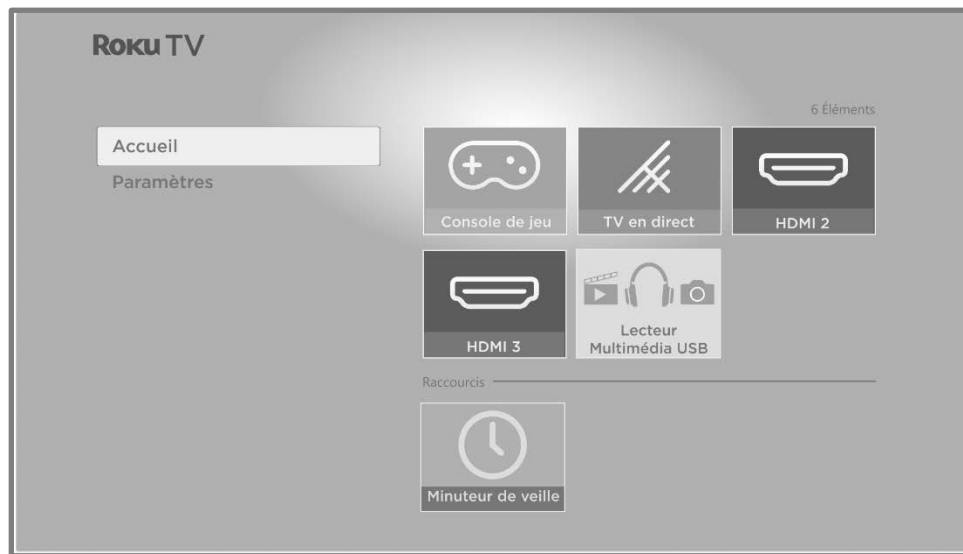 Roku TV
6 Éléments
Accueil
Paramètres
Console de jeu
TV en direct
HDMI 2
HDMI 3
Lecteur
Multimédia USB
Raccourcis
Minuteur de veille